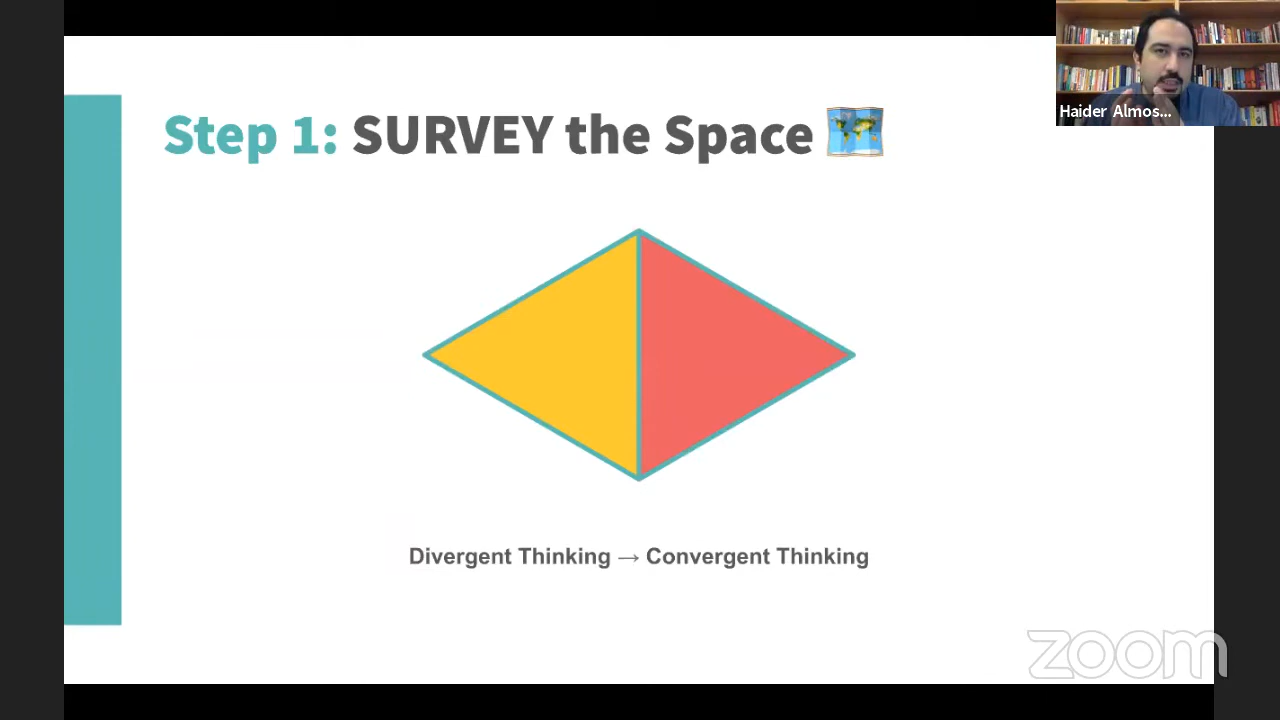 Step 1: SURVEY the Space
Haider Almos...
Divergent Thinking → Convergent Thinking
zoom